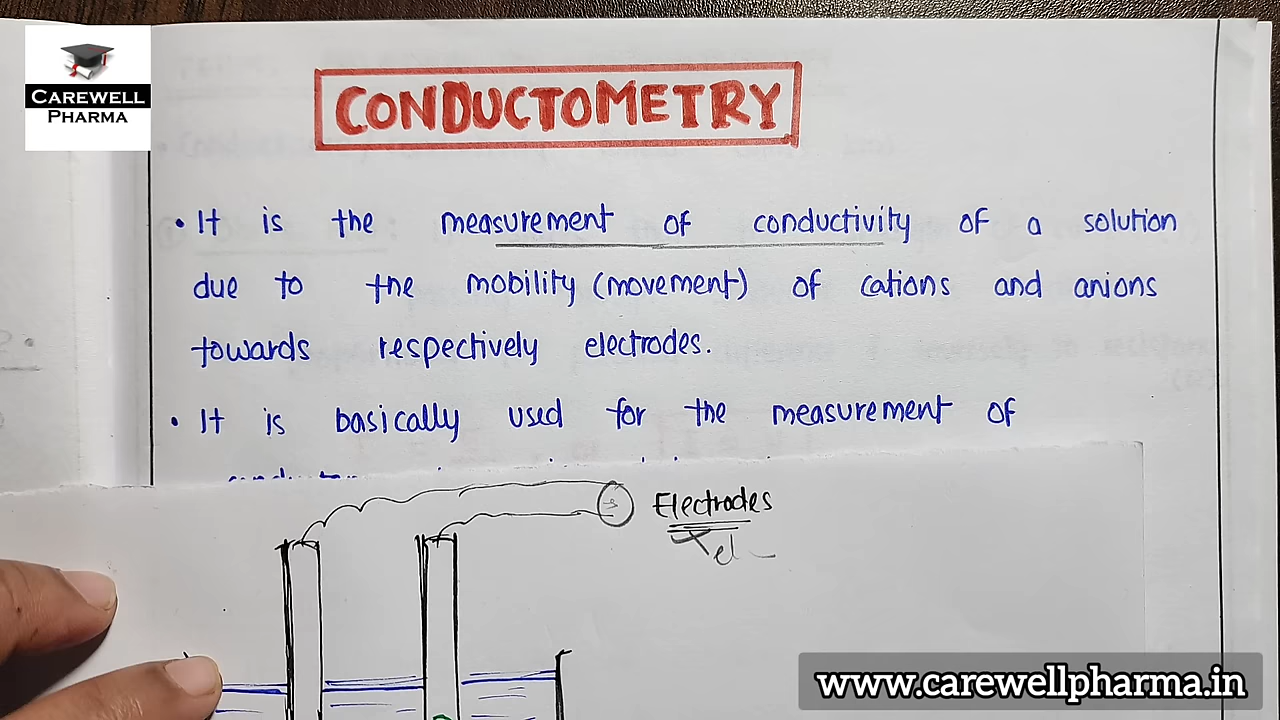 CAREWELL
PHARMA
CONDUCTOMETRY
• It is the measurement of conductivity of a solution
due to the mobility (movement) of cations and anions
towards respectively electrodes.
• It is basically used for the measurement of
Electrodes
www.carewellpharma.in